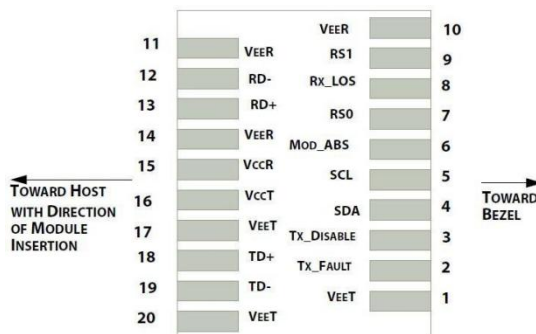 11 VEER
12 RD-
13 RD+
14 VEER
15 VCCR
16 VCCT
17 VEET
18 TD+
19 TD-
20 VEET
TOWARD HOST
WITH DIRECTION
OF MODULE
INSERTION
VEER 10
RS1 9
RX_LOS 8
RS0 7
MOD_ABS 6
SCL 5
SDA 4
TX_DISABLE 3
TX_FAULT 2
VEET 1
TOWARD
BEZEL